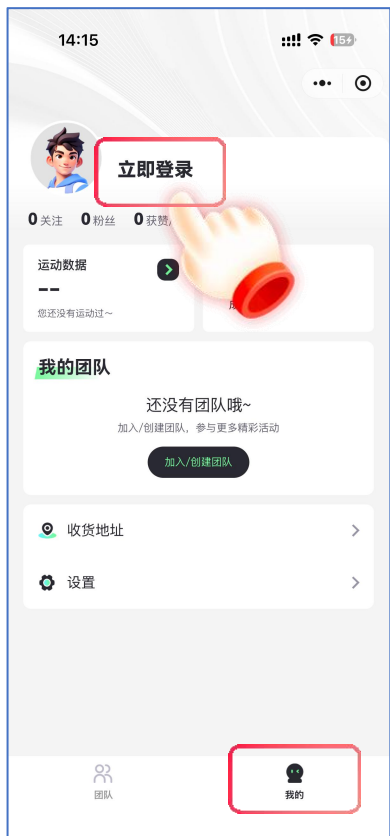 14:15
15
立即登录
0 关注 0 粉丝 0 获赞
运动数据
--
您还没有运动过～
我的团队
还没有团队哦~
加入/创建团队，参与更多精彩活动
加入/创建团队
收货地址
设置
团队
我的